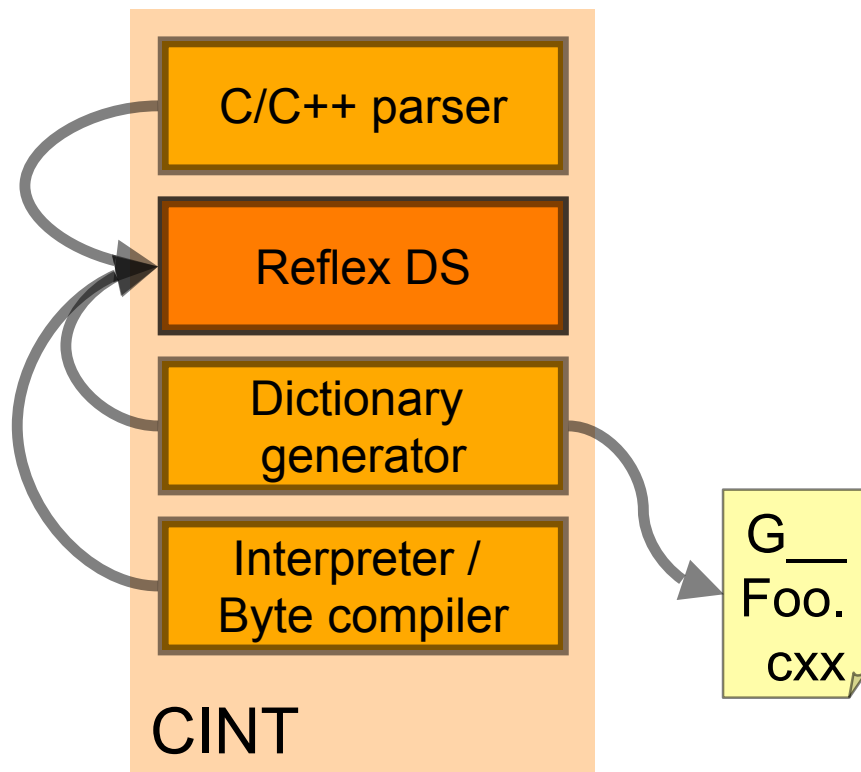 C/C++ parser
Reflex DS
Dictionary
generator
Interpreter /
Byte compiler
CINT
G__
Foo.
cxx